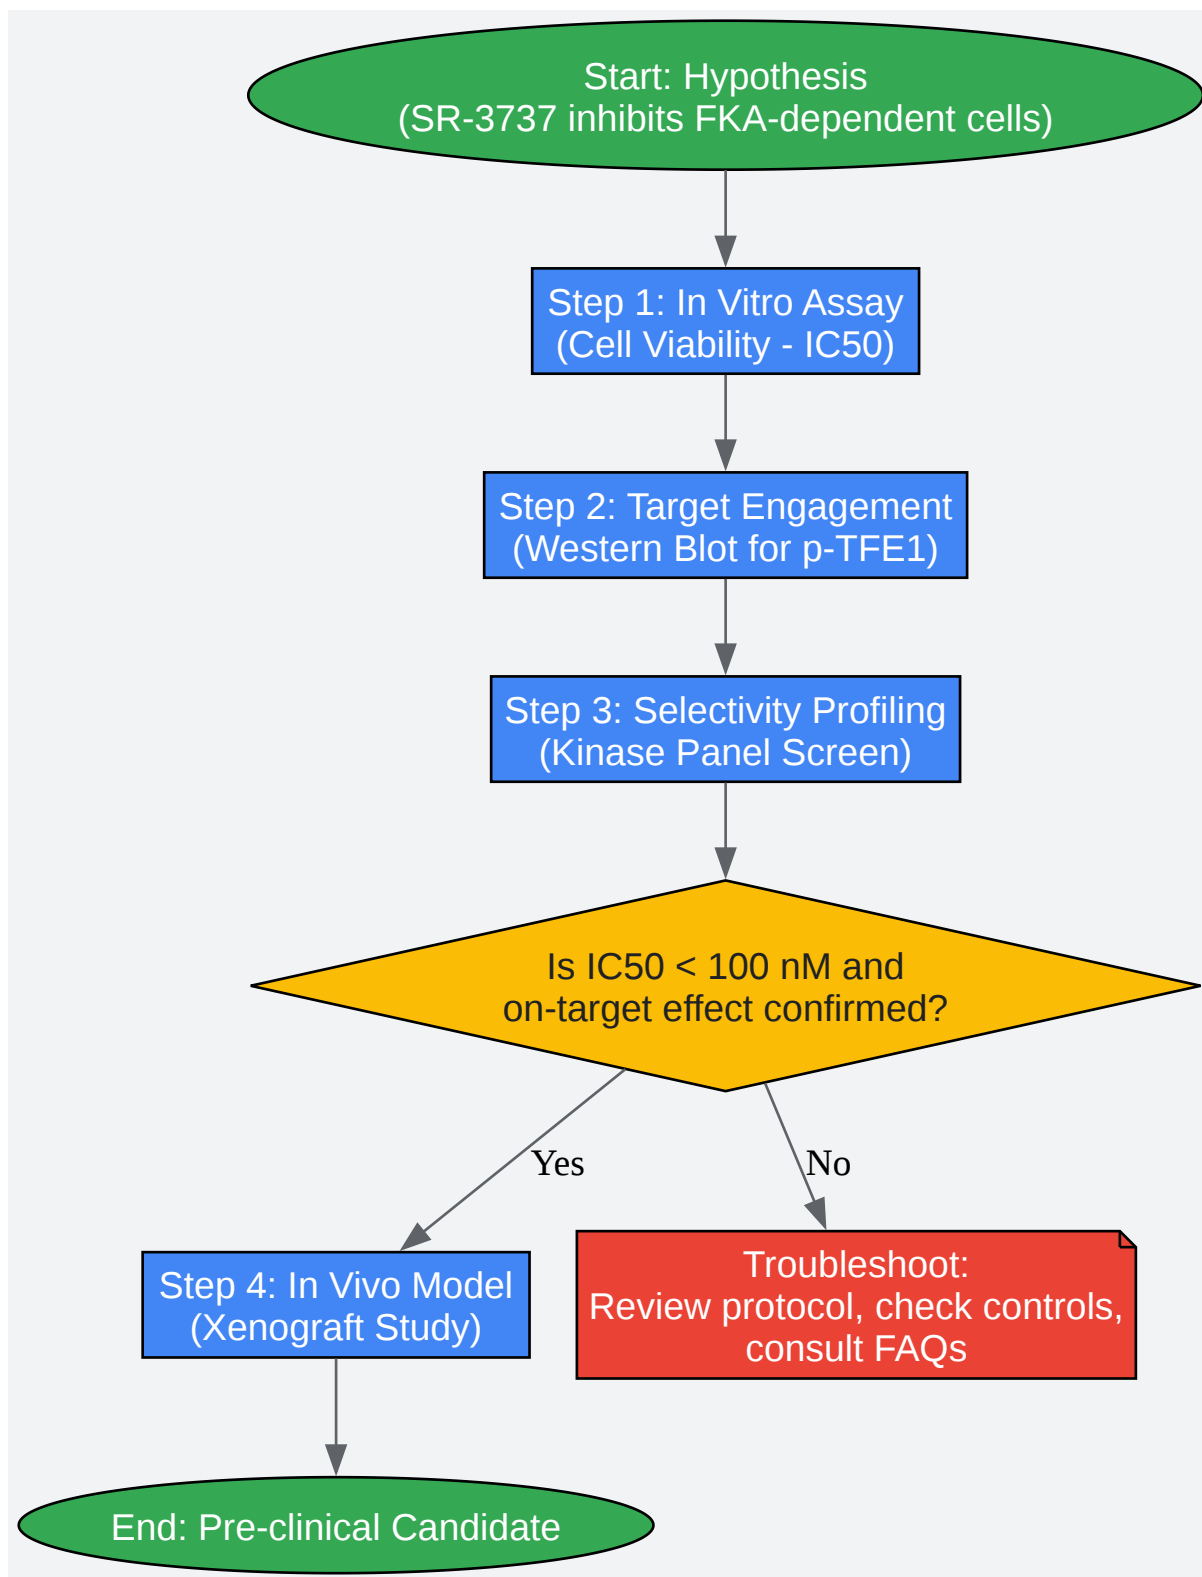 Start: Hypothesis
(SR-3737 inhibits FKA-dependent cells)
Step 1: In Vitro Assay
(Cell Viability - IC50)
Step 2: Target Engagement
(Western Blot for p-TFE1)
Step 3: Selectivity Profiling
(Kinase Panel Screen)
Is IC50 < 100 nM and
on-target effect confirmed?
Yes
No
Step 4: In Vivo Model
(Xenograft Study)
Troubleshoot:
Review protocol, check controls,
consult FAQs
End: Pre-clinical Candidate